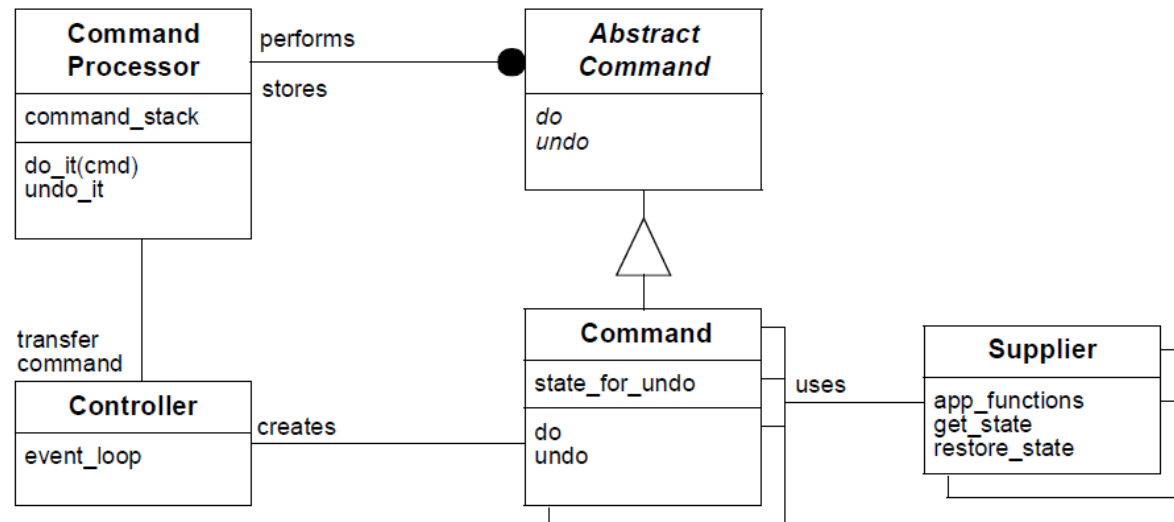 Command
Processor
command_stack
do_it(cmd)
undo_it
performs
stores
Abstract
Command
do
undo
transfer
command
Controller
event_loop
creates
Command
state_for_undo
do
undo
uses
Supplier
app_functions
get_state
restore_state